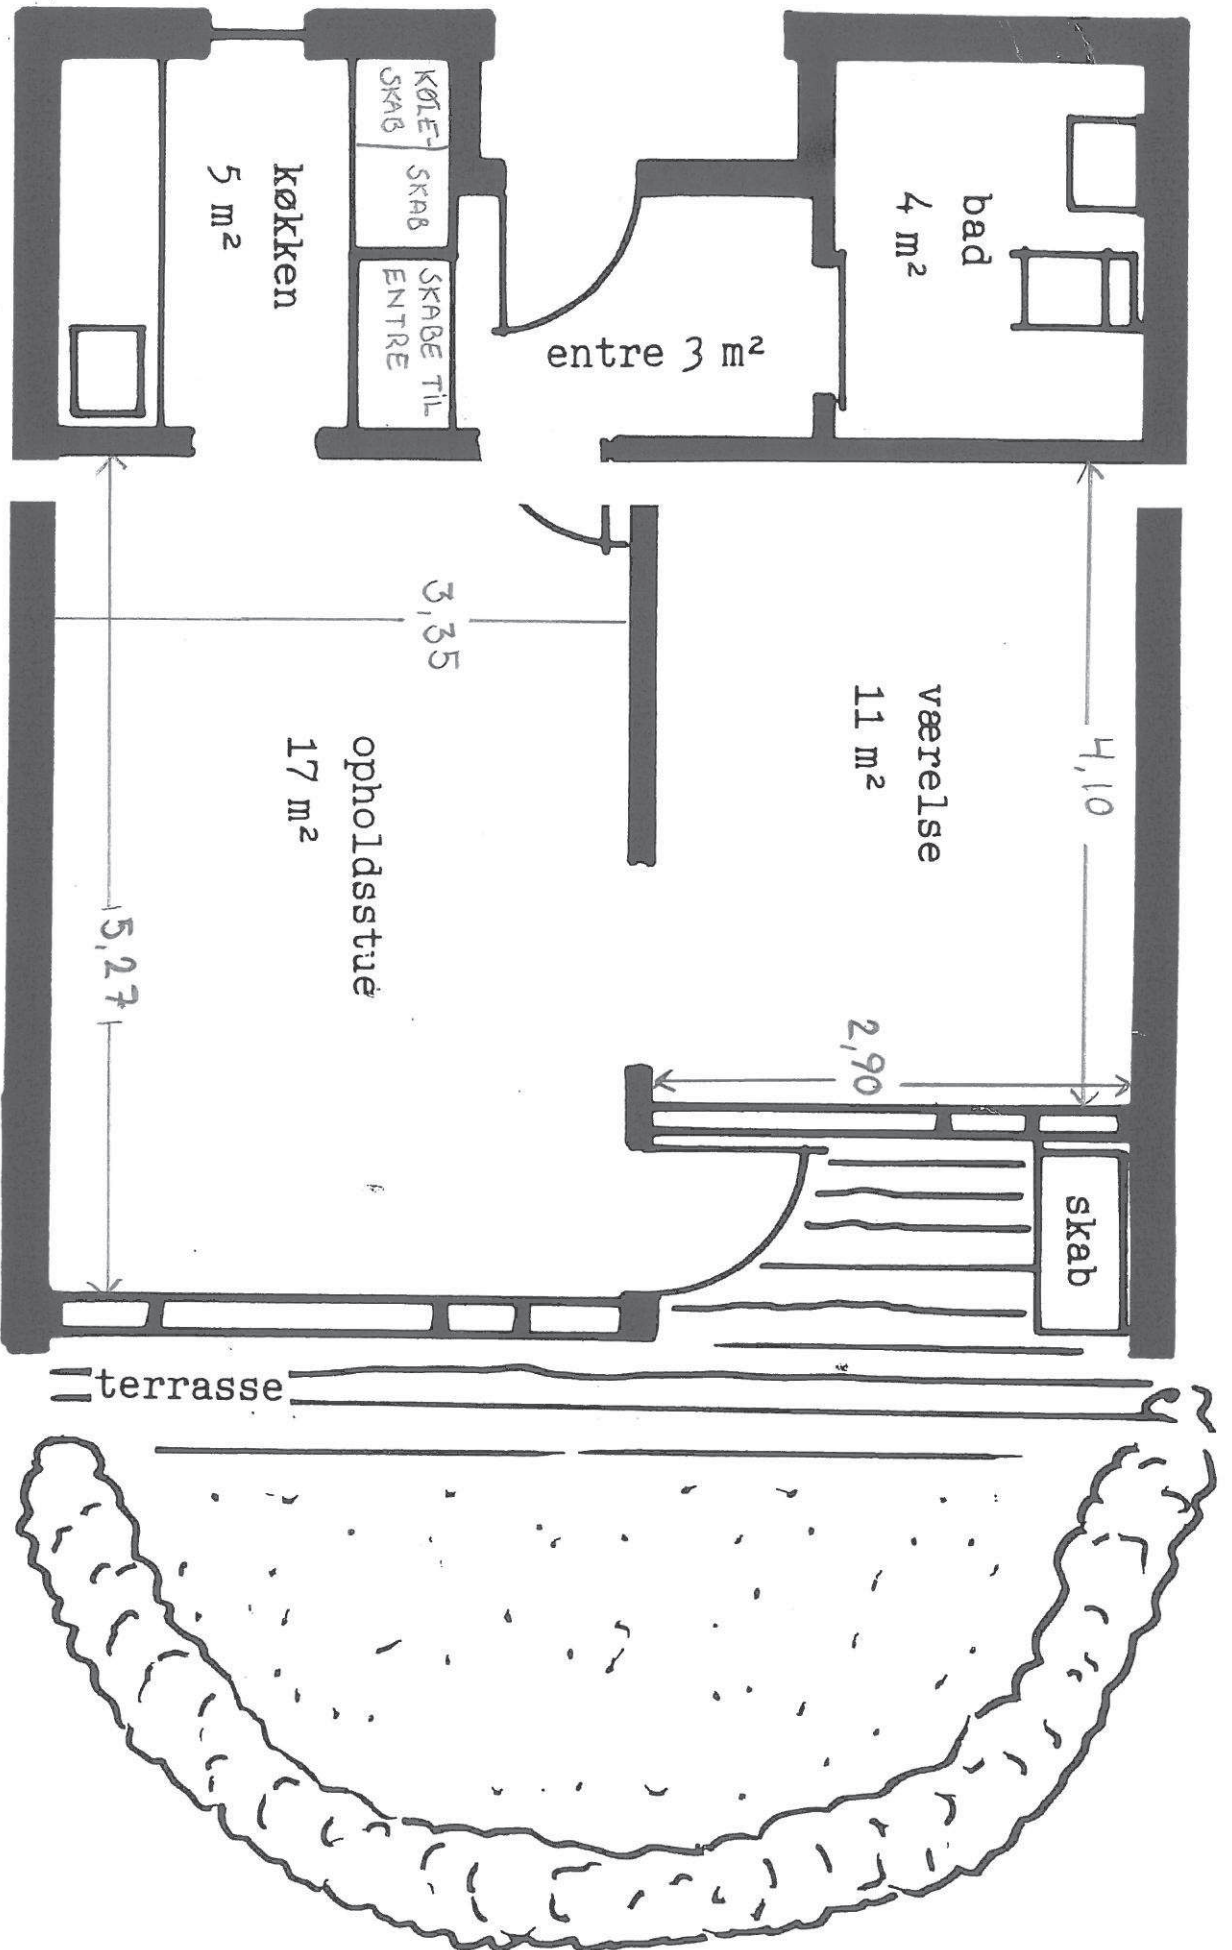 KØLE-
SKAB
SKAB
SKABE TIL
ENTRE
køkken
5 m²
bad
4 m²
entre 3 m²
3,35
værelse
11 m²
4,10
opholdsstue
17 m²
5,27
2,90
skab
terrasse